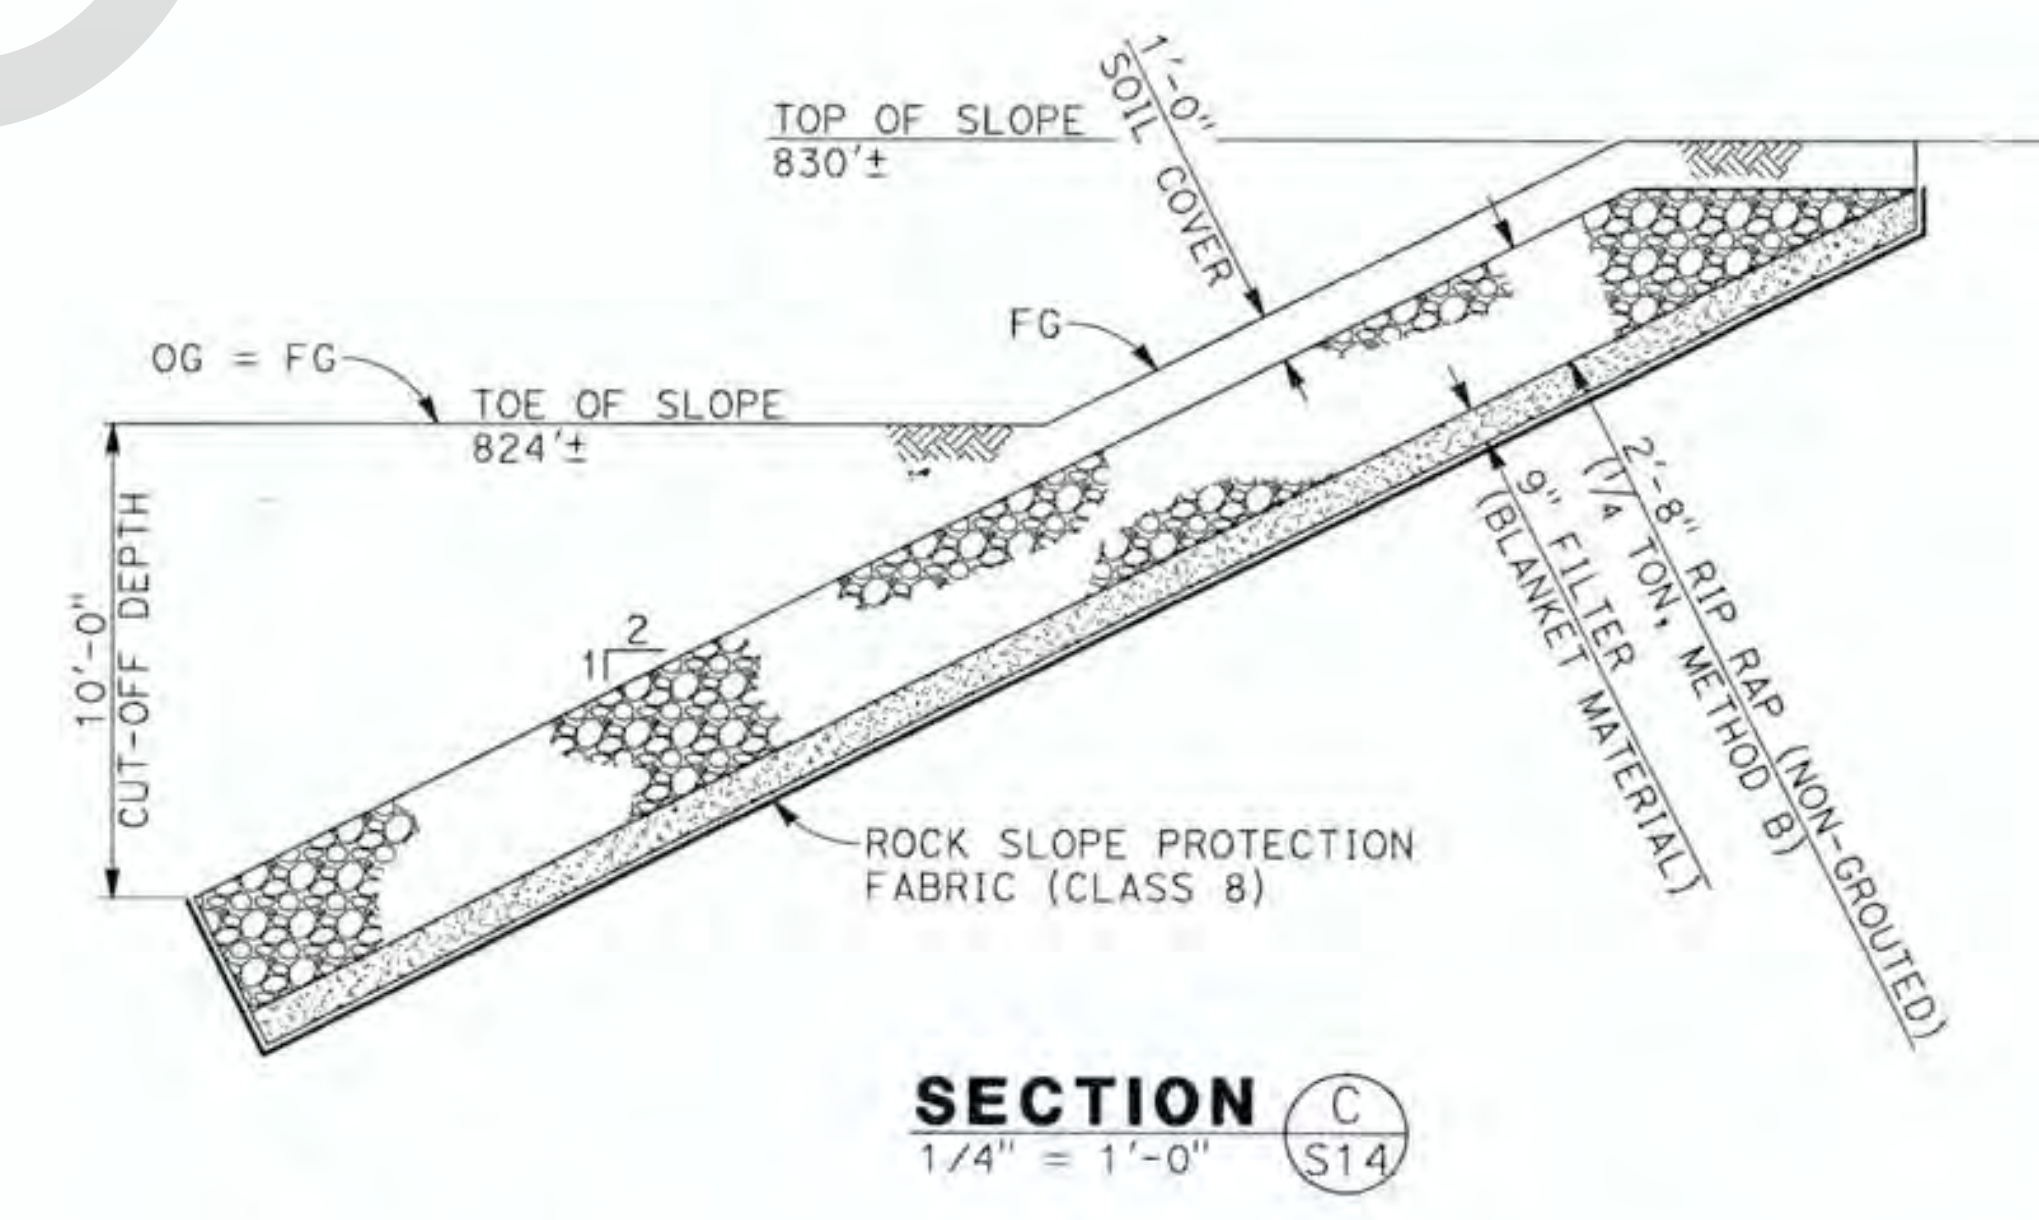 1'-0"
SOIL COVER
TOP OF SLOPE
830'±
FG
OG = FG
TOE OF SLOPE
824'±
10'-0"
CUT-OFF DEPTH
2
1
2'-8" RIP RAP (NON-GROUTED)
(1/4 TON, METHOD B)
9" FILTER
(BLANKET MATERIAL)
ROCK SLOPE PROTECTION
FABRIC (CLASS 8)
SECTION
1/4" = 1'-0"
C
S14